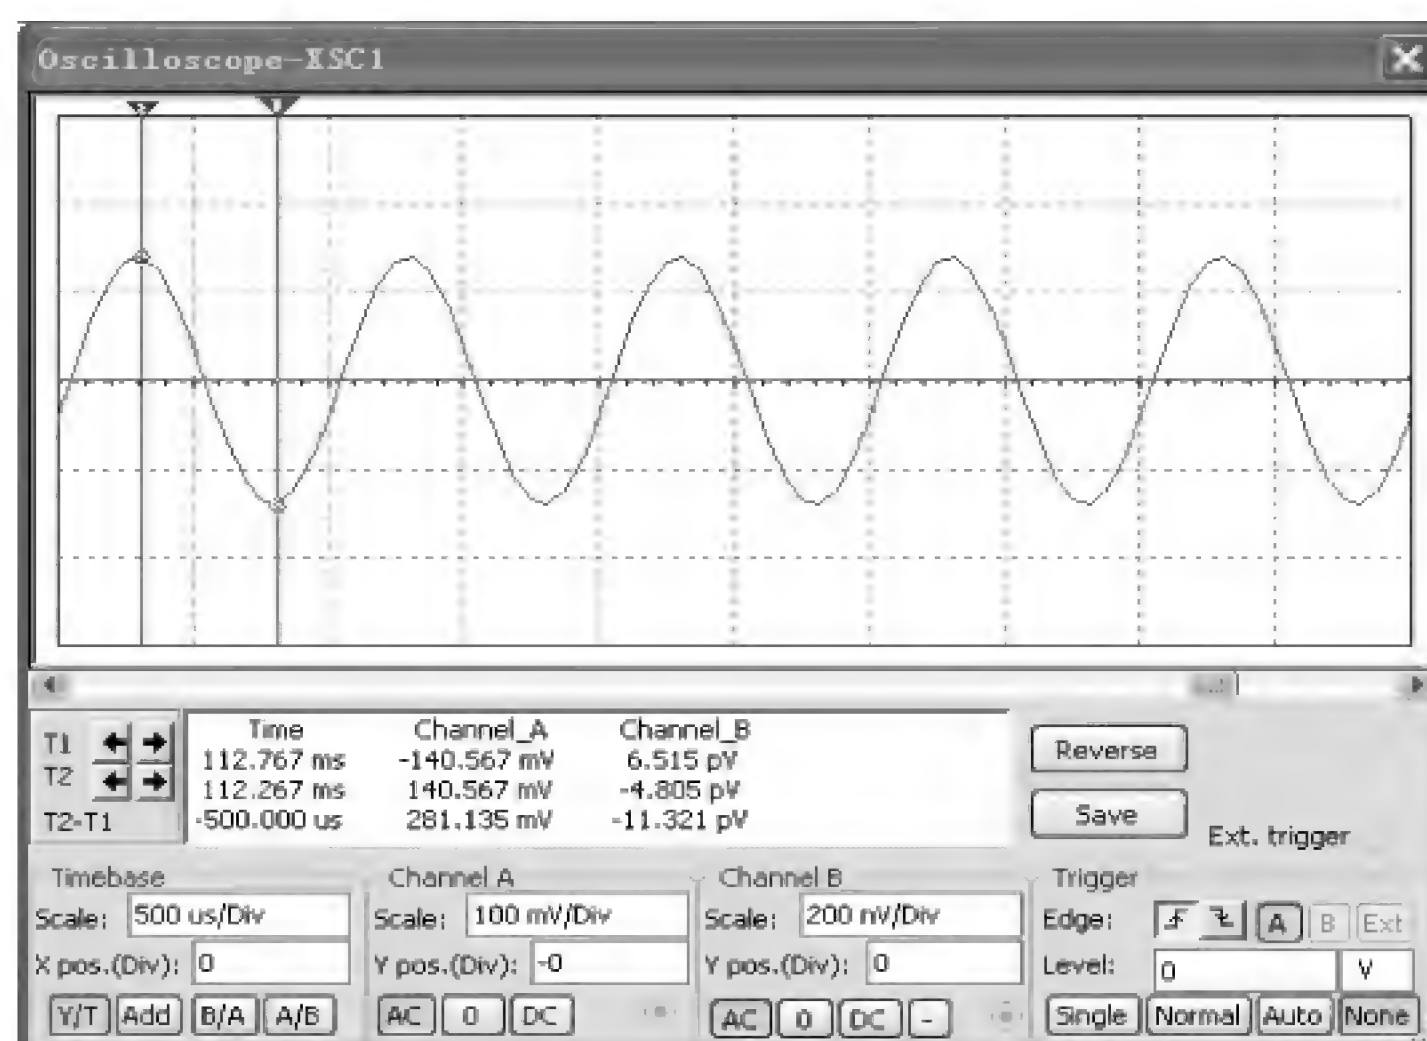 Oscilloscope-XSC1
2 1
Time Channel_A Channel_B
T1 112.767 ms -140.567 mV 6.515 pV
T2 112.267 ms 140.567 mV -4.805 pV
T2-T1 -500.000 us 281.135 mV -11.321 pV
Reverse
Save
Ext. trigger
Timebase Channel A Channel B Trigger
Scale: 500 us/Div Scale: 100 mV/Div Scale: 200 nV/Div Edge: A B Ext
X pos.(Div): 0 Y pos.(Div): -0 Y pos.(Div): 0 Level: 0 V
Y/T Add B/A A/B AC 0 DC AC 0 DC - Single Normal Auto None